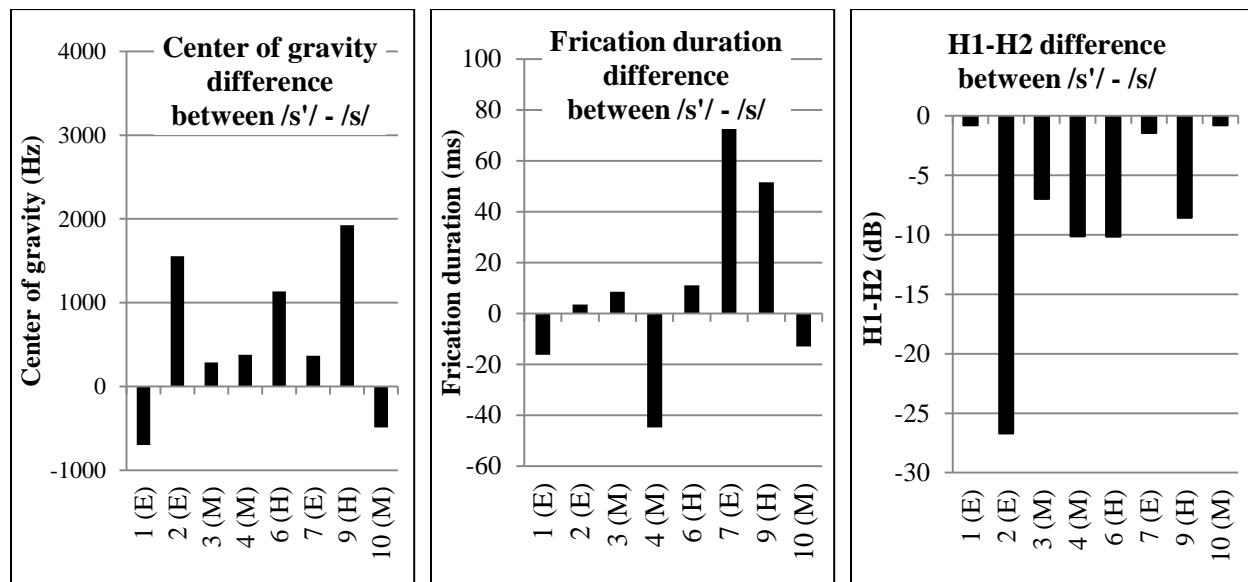 Center of gravity
difference
between /s'/ - /s/
Center of gravity (Hz)
4000
3000
2000
1000
0
-1000
1 (E)
2 (E)
3 (M)
4 (M)
6 (H)
7 (E)
9 (H)
10 (M)
Frication duration
difference
between /s'/ - /s/
Frication duration (ms)
100
80
60
40
20
0
-20
-40
-60
1 (E)
2 (E)
3 (M)
4 (M)
6 (H)
7 (E)
9 (H)
10 (M)
H1-H2 difference
between /s'/ - /s/
H1-H2 (dB)
0
-5
-10
-15
-20
-25
-30
1 (E)
2 (E)
3 (M)
4 (M)
6 (H)
7 (E)
9 (H)
10 (M)